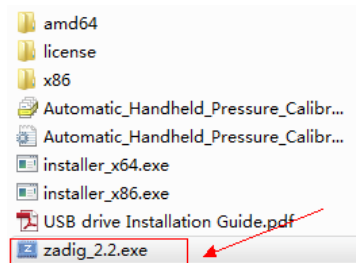 amd64
license
x86
Automatic_Handheld_Pressure_Calibr...
Automatic_Handheld_Pressure_Calibr...
installer_x64.exe
installer_x86.exe
USB drive Installation Guide.pdf
zadig_2.2.exe